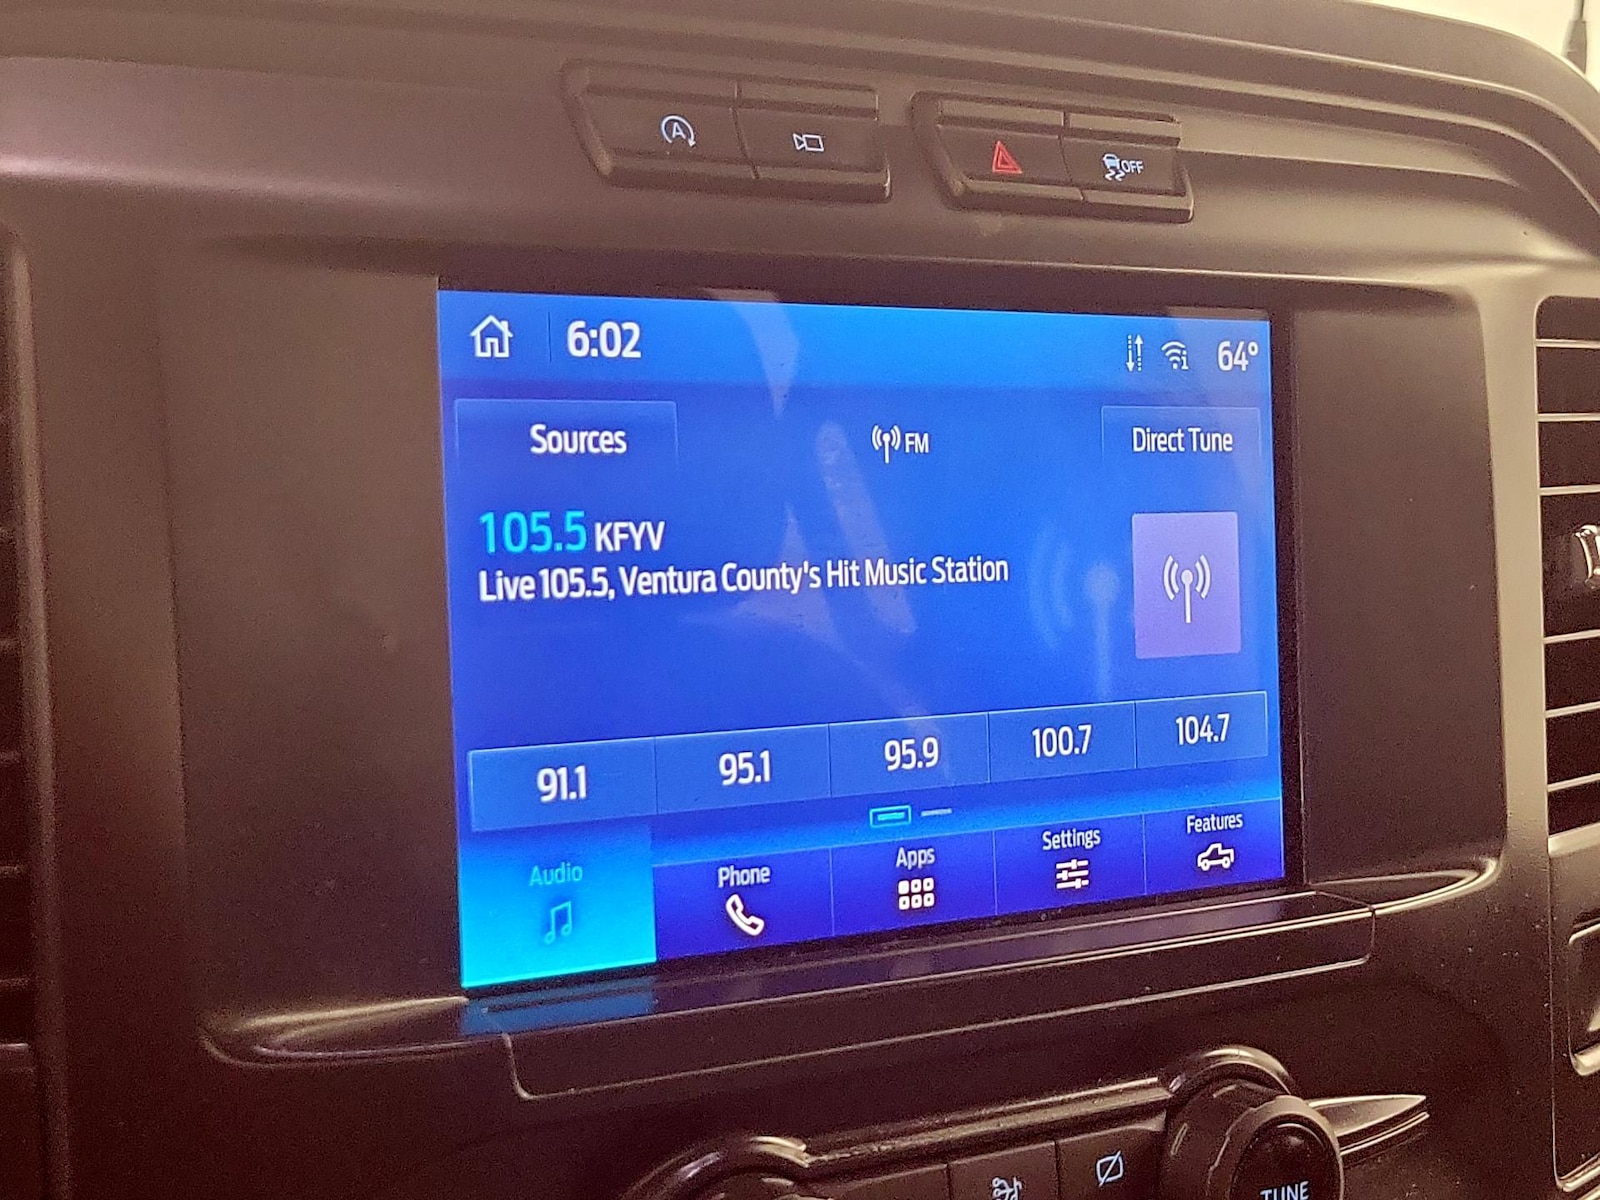 A
OFF
6:02
64°
Sources
FM
Direct Tune
105.5 KFYV
Live 105.5, Ventura County's Hit Music Station
91.1
95.1
95.9
100.7
104.7
Audio
Phone
Apps
Settings
Features
TUNE